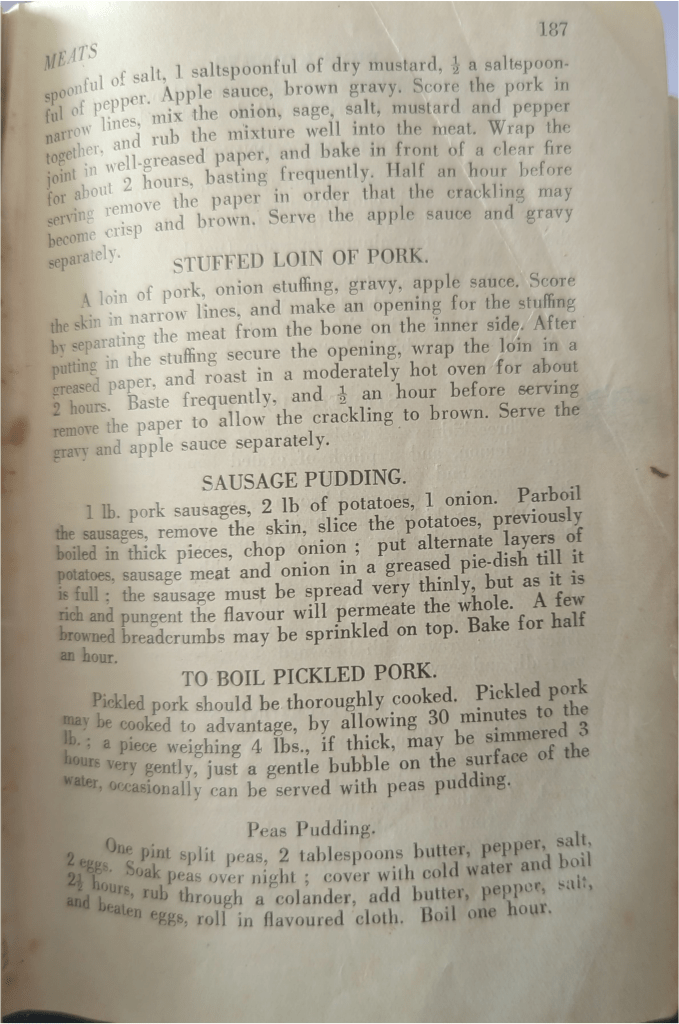 187
MEATS
spoonful of salt, 1 saltspoonful of dry mustard, ½ a saltspoon-
ful of pepper. Apple sauce, brown gravy. Score the pork in
narrow lines, mix the onion, sage, salt, mustard and pepper
together, and rub the mixture well into the meat. Wrap the
joint in well-greased paper, and bake in front of a clear fire
for about 2 hours, basting frequently. Half an hour before
serving remove the paper in order that the crackling may
become crisp and brown. Serve the apple sauce and gravy
separately.
STUFFED LOIN OF PORK.
A loin of pork, onion stuffing, gravy, apple sauce. Score
the skin in narrow lines, and make an opening for the stuffing
by separating the meat from the bone on the inner side. After
putting in the stuffing secure the opening, wrap the loin in a
greased paper, and roast in a moderately hot oven for about
2 hours. Baste frequently, and ½ an hour before serving
remove the paper to allow the crackling to brown. Serve the
gravy and apple sauce separately.
SAUSAGE PUDDING.
1 lb. pork sausages, 2 lb of potatoes, 1 onion. Parboil
the sausages, remove the skin, slice the potatoes, previously
boiled in thick pieces, chop onion ; put alternate layers of
potatoes, sausage meat and onion in a greased pie-dish till it
is full ; the sausage must be spread very thinly, but as it is
rich and pungent the flavour will permeate the whole. A few
browned breadcrumbs may be sprinkled on top. Bake for half
an hour.
TO BOIL PICKLED PORK.
Pickled pork should be thoroughly cooked. Pickled pork
may be cooked to advantage, by allowing 30 minutes to the
lb. ; a piece weighing 4 lbs., if thick, may be simmered 3
hours very gently, just a gentle bubble on the surface of the
water, occasionally can be served with peas pudding.
Peas Pudding.
One pint split peas, 2 tablespoons butter, pepper, salt,
2 eggs. Soak peas over night ; cover with cold water and boil
2½ hours, rub through a colander, add butter, pepper, salt,
and beaten eggs, roll in flavoured cloth. Boil one hour.